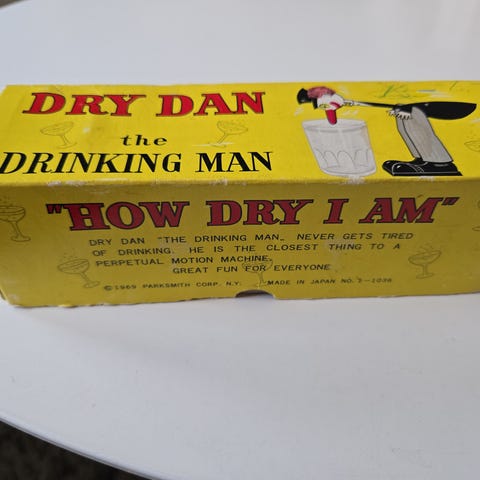 DRY DAN
the
DRINKING MAN
"HOW DRY I AM"
DRY DAN "THE DRINKING MAN„ NEVER GETS TIRED
OF DRINKING. HE IS THE CLOSEST THING TO A
PERPETUAL MOTION MACHINE.
GREAT FUN FOR EVERYONE
©1969 PARKSMITH CORP. N.Y. MADE IN JAPAN NO.